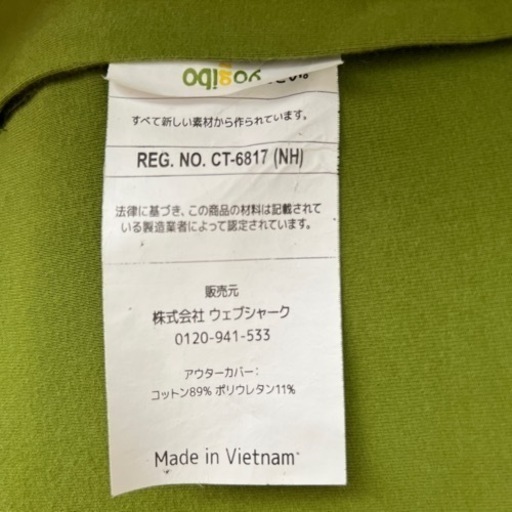 yogibo
すべて新しい素材から作られています。
REG. NO. CT-6817 (NH)
法律に基づき、この商品の材料は記載されて
いる製造業者によって認定されています。
販売元
株式会社 ウェブシャーク
0120-941-533
アウターカバー：
コットン89% ポリウレタン11%
Made in Vietnam